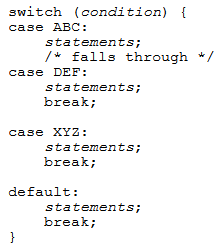 switch (condition) {
case ABC:
    statements;
    /* falls through */
case DEF:
    statements;
    break;

case XYZ:
    statements;
    break;

default:
    statements;
    break;
}